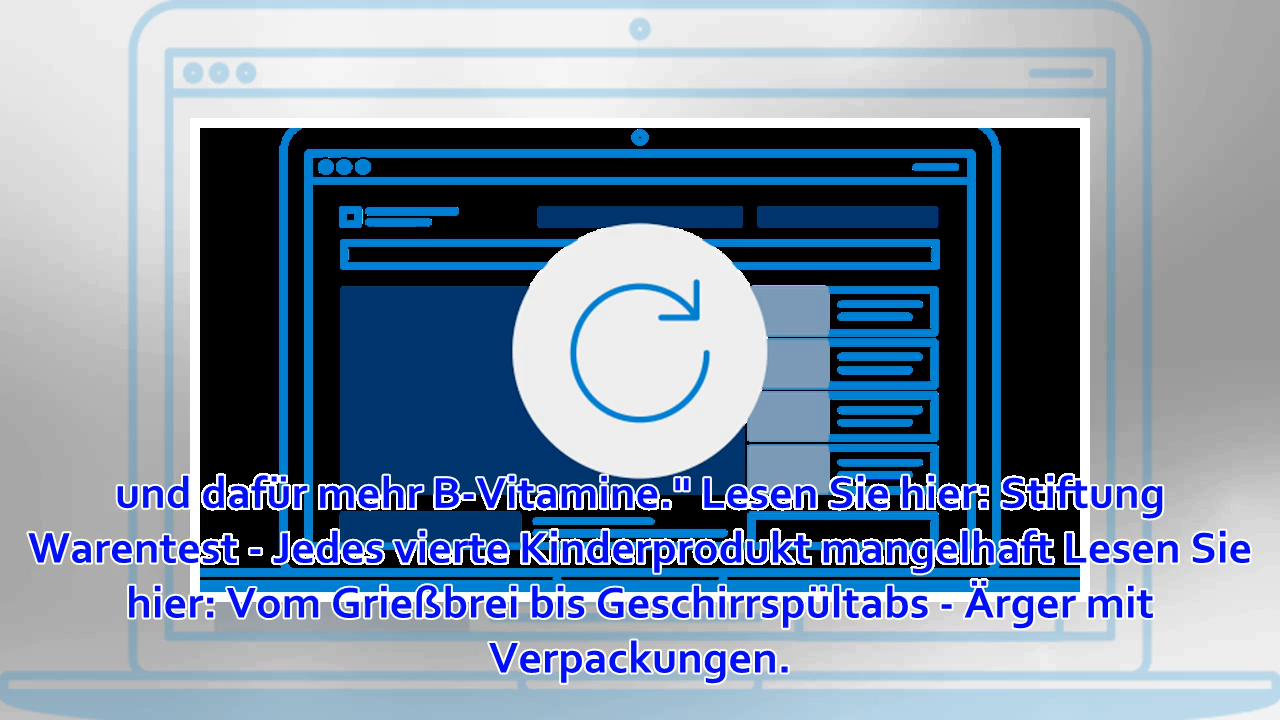 und dafür mehr B-Vitamine." Lesen Sie hier: Stiftung
Warentest - Jedes vierte Kinderprodukt mangelhaft Lesen Sie
hier: Vom Grießbrei bis Geschirrspültabs - Ärger mit
Verpackungen.